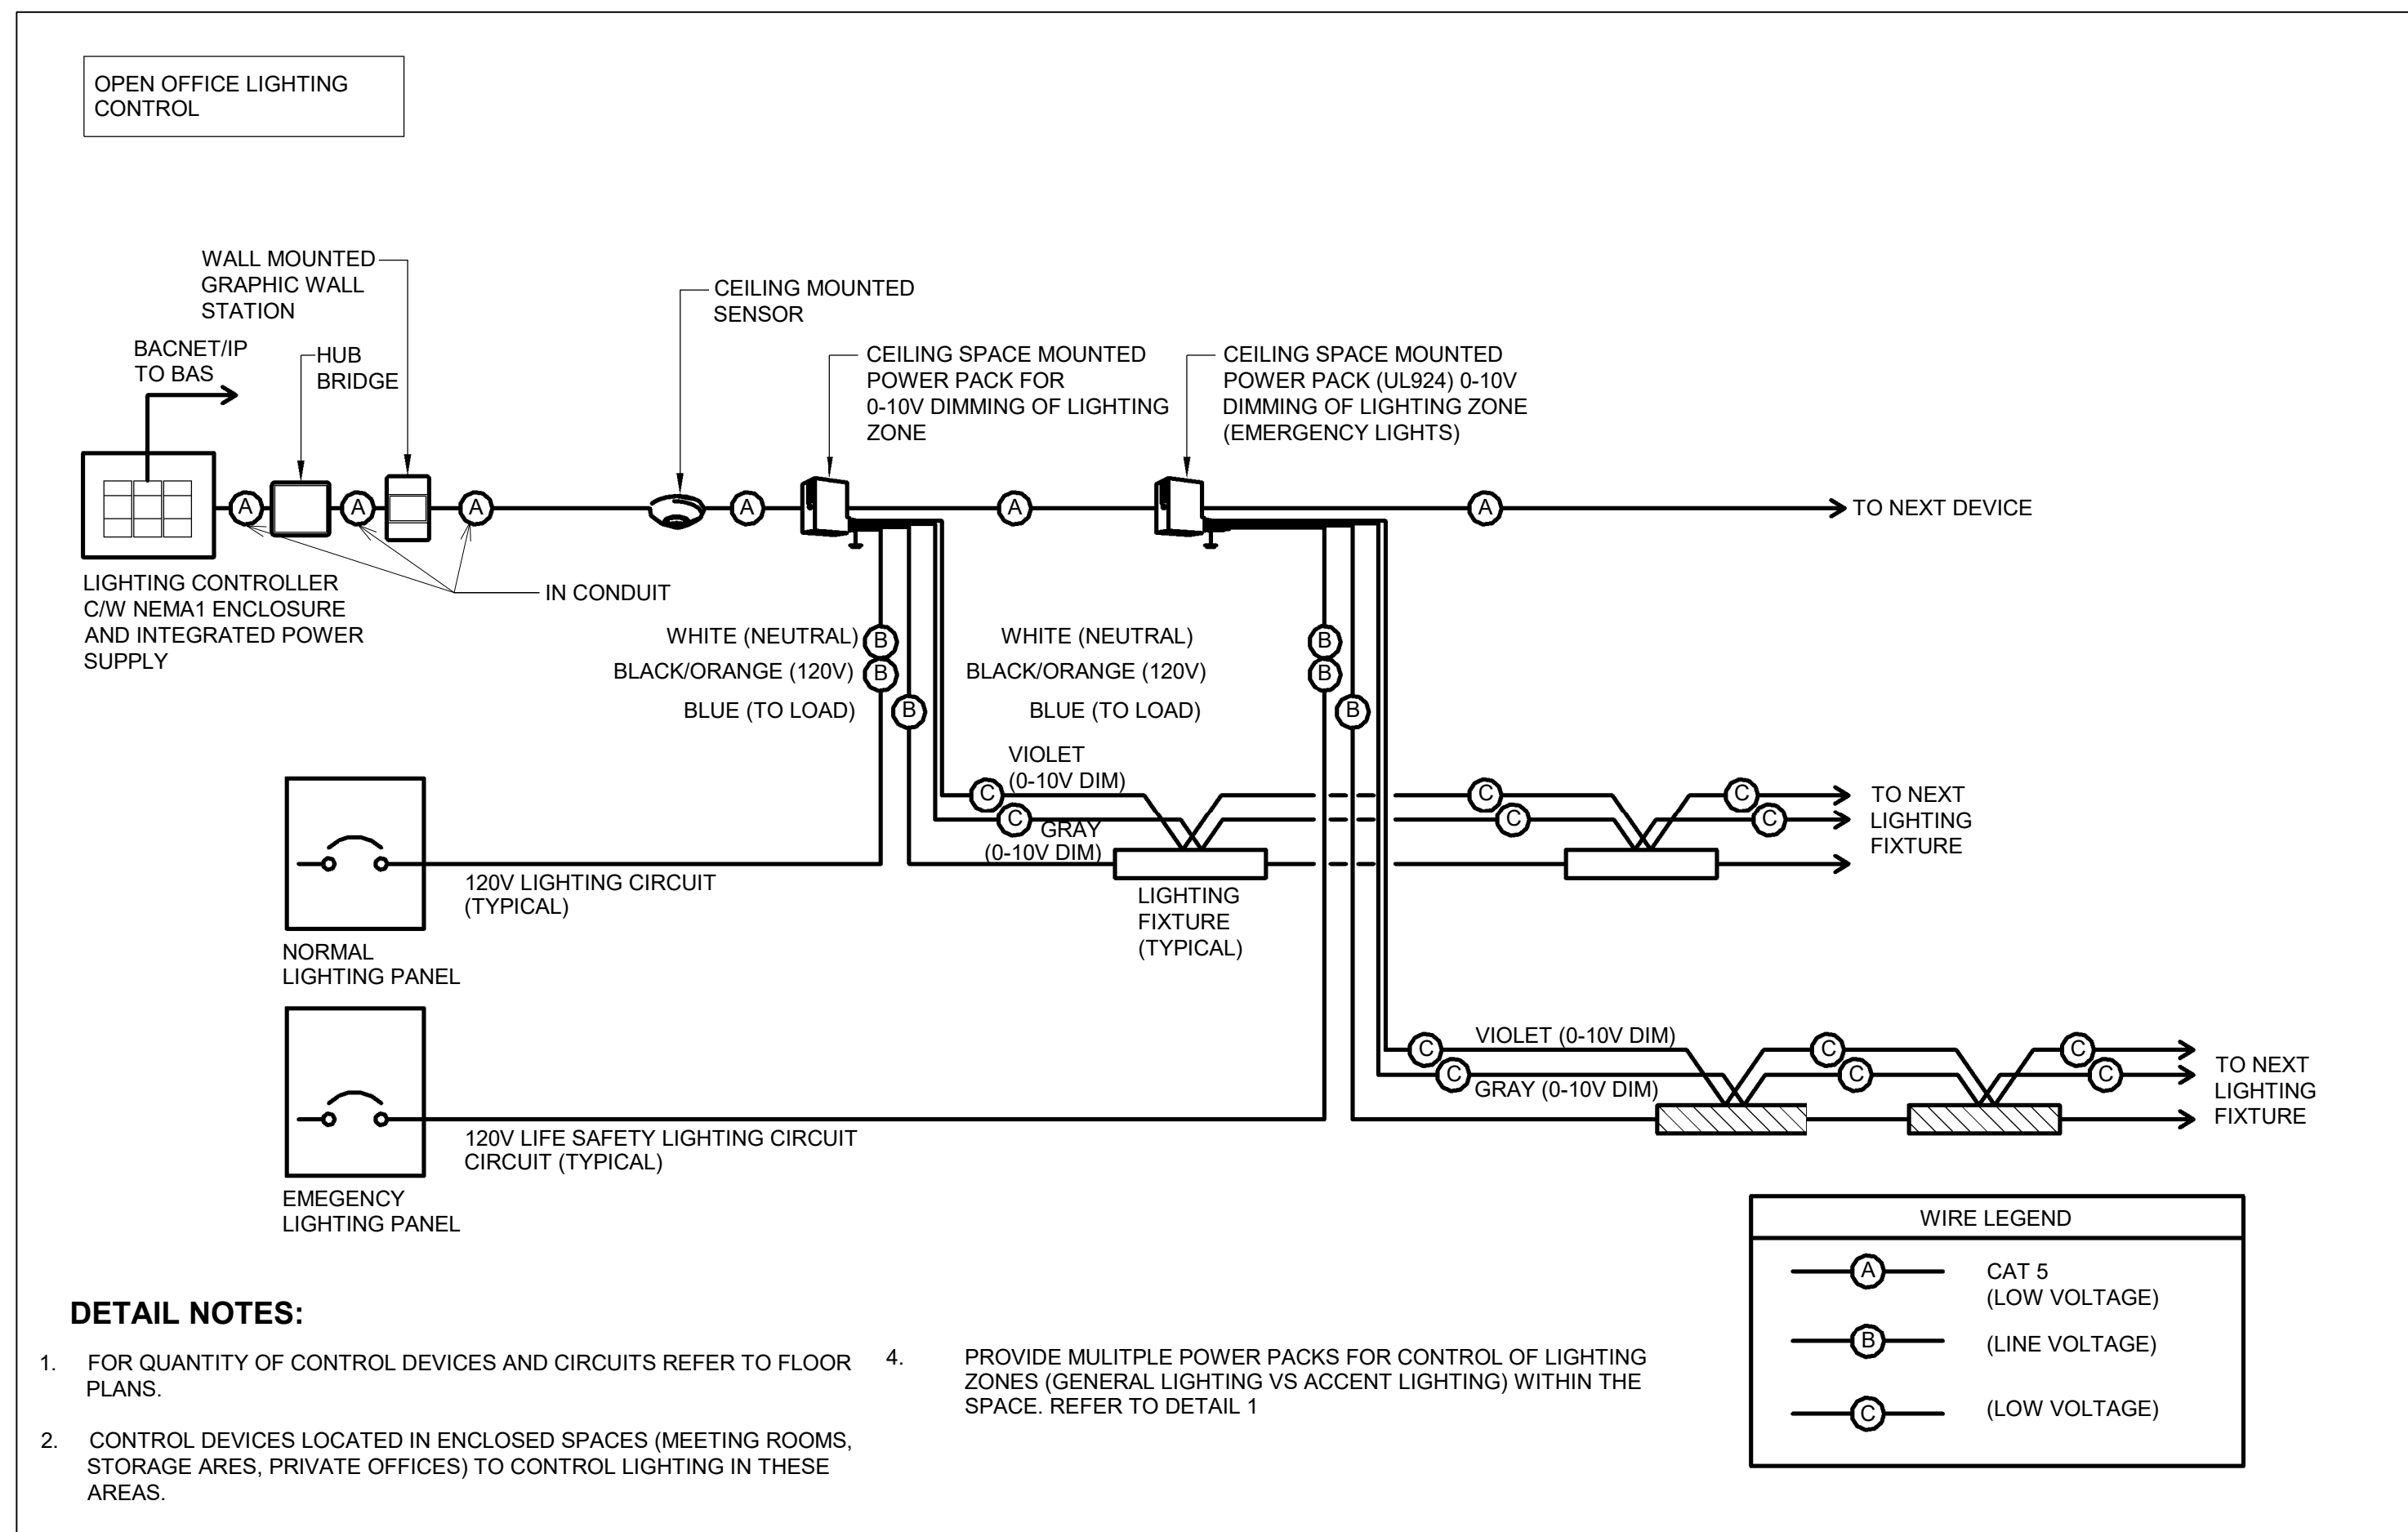 OPEN OFFICE LIGHTING
CONTROL
WALL MOUNTED
GRAPHIC WALL
STATION
CEILING MOUNTED
SENSOR
BACNET/IP
TO BAS
HUB
BRIDGE
CEILING SPACE MOUNTED
POWER PACK FOR
0-10V DIMMING OF LIGHTING
ZONE
CEILING SPACE MOUNTED
POWER PACK (UL924) 0-10V
DIMMING OF LIGHTING ZONE
(EMERGENCY LIGHTS)
A
A
A
A
A
A
TO NEXT DEVICE
LIGHTING CONTROLLER
C/W NEMA1 ENCLOSURE
AND INTEGRATED POWER
SUPPLY
IN CONDUIT
WHITE (NEUTRAL)
B
BLACK/ORANGE (120V)
B
BLUE (TO LOAD)
B
WHITE (NEUTRAL)
B
BLACK/ORANGE (120V)
B
BLUE (TO LOAD)
B
VIOLET
(0-10V DIM)
C
C
GRAY
(0-10V DIM)
C
C
C
C
TO NEXT
LIGHTING
FIXTURE
120V LIGHTING CIRCUIT
(TYPICAL)
LIGHTING
FIXTURE
(TYPICAL)
NORMAL
LIGHTING PANEL
C
VIOLET (0-10V DIM)
C
GRAY (0-10V DIM)
C
C
C
C
TO NEXT
LIGHTING
FIXTURE
120V LIFE SAFETY LIGHTING CIRCUIT
CIRCUIT (TYPICAL)
EMEGENCY
LIGHTING PANEL
WIRE LEGEND
A
CAT 5
(LOW VOLTAGE)
B
(LINE VOLTAGE)
C
(LOW VOLTAGE)
DETAIL NOTES:
1. FOR QUANTITY OF CONTROL DEVICES AND CIRCUITS REFER TO FLOOR
PLANS.
2. CONTROL DEVICES LOCATED IN ENCLOSED SPACES (MEETING ROOMS,
STORAGE ARES, PRIVATE OFFICES) TO CONTROL LIGHTING IN THESE
AREAS.
4. PROVIDE MULITPLE POWER PACKS FOR CONTROL OF LIGHTING
ZONES (GENERAL LIGHTING VS ACCENT LIGHTING) WITHIN THE
SPACE. REFER TO DETAIL 1